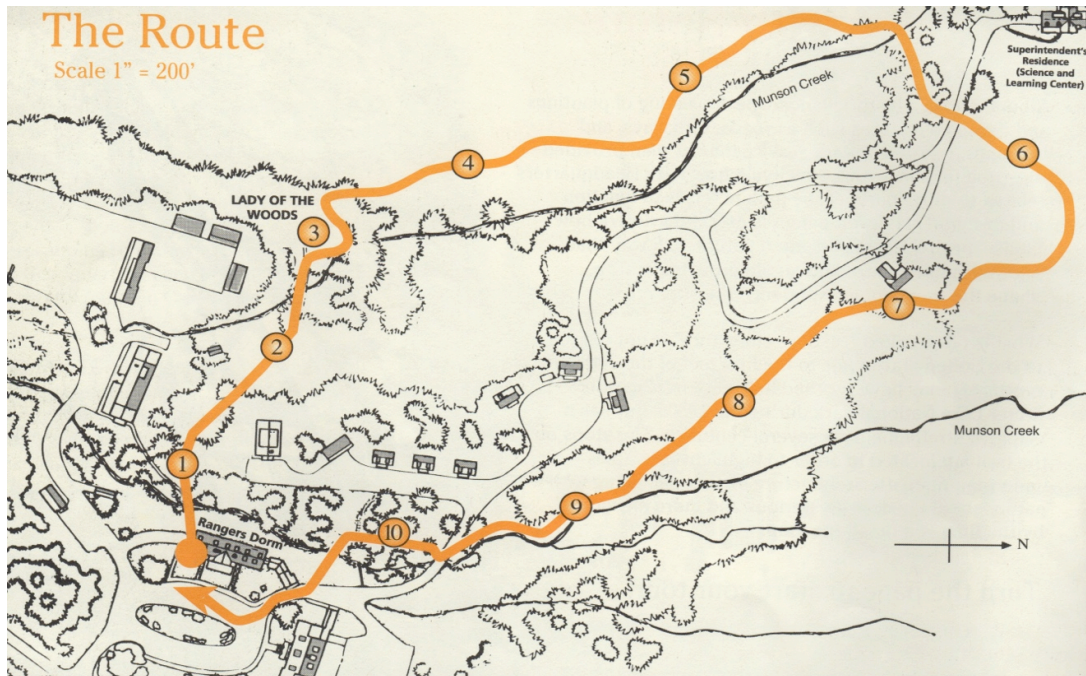 The Route
Scale 1" = 200'
Superintendent's
Residence
(Science and
Learning Center)
5
Munson Creek
6
4
LADY OF THE
WOODS
3
7
2
8
Munson Creek
1
9
Rangers Dorm
10
N